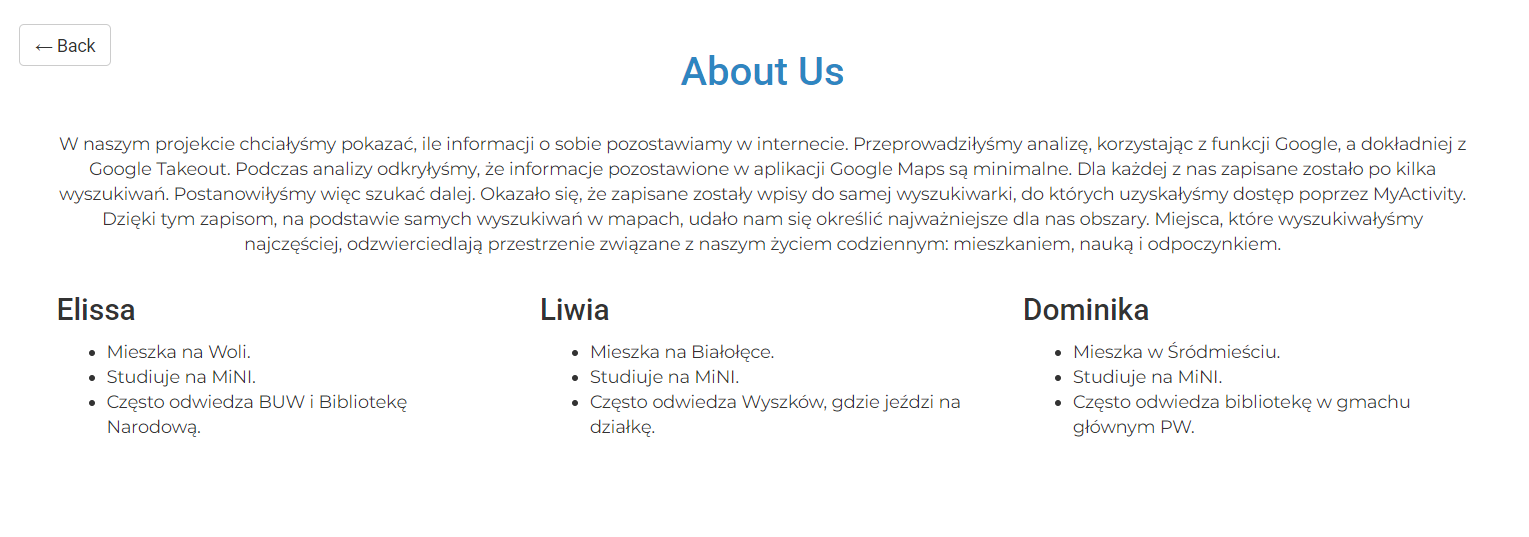 ← Back
About Us
W naszym projekcie chciałyśmy pokazać, ile informacji o sobie pozostawiamy w internecie. Przeprowadziłyśmy analizę, korzystając z funkcji Google, a dokładniej z
Google Takeout. Podczas analizy odkryłyśmy, że informacje pozostawione w aplikacji Google Maps są minimalne. Dla każdej z nas zapisane zostało po kilka
wyszukiwań. Postanowiłyśmy więc szukać dalej. Okazało się, że zapisane zostały wpisy do samej wyszukiwarki, do których uzyskałyśmy dostęp poprzez MyActivity.
Dzięki tym zapisom, na podstawie samych wyszukiwań w mapach, udało nam się określić najważniejsze dla nas obszary. Miejsca, które wyszukiwałyśmy
najczęściej, odzwierciedlają przestrzenie związane z naszym życiem codziennym: mieszkaniem, nauką i odpoczynkiem.
Elissa
• Mieszka na Woli.
• Studiuje na MiNI.
• Często odwiedza BUW i Bibliotekę
Narodową.
Liwia
• Mieszka na Białołęce.
• Studiuje na MiNI.
• Często odwiedza Wyszków, gdzie jeździ na
działkę.
Dominika
• Mieszka w Śródmieściu.
• Studiuje na MiNI.
• Często odwiedza bibliotekę w gmachu
głównym PW.